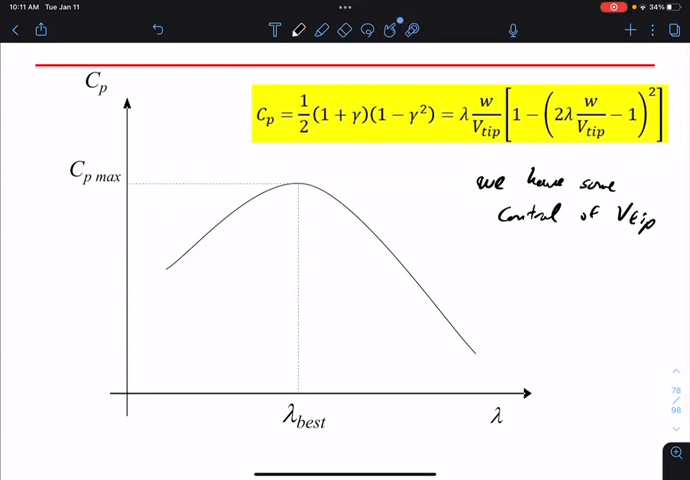 10:11 AM Tue Jan 11
34%
C_p
C_p = 1/2 (1 + γ)(1 − γ²) = λ w/V_tip [1 − (2λ w/V_tip − 1)²]
C_p max
we have some
control of Vtip
78
/
98
λ_best
λ